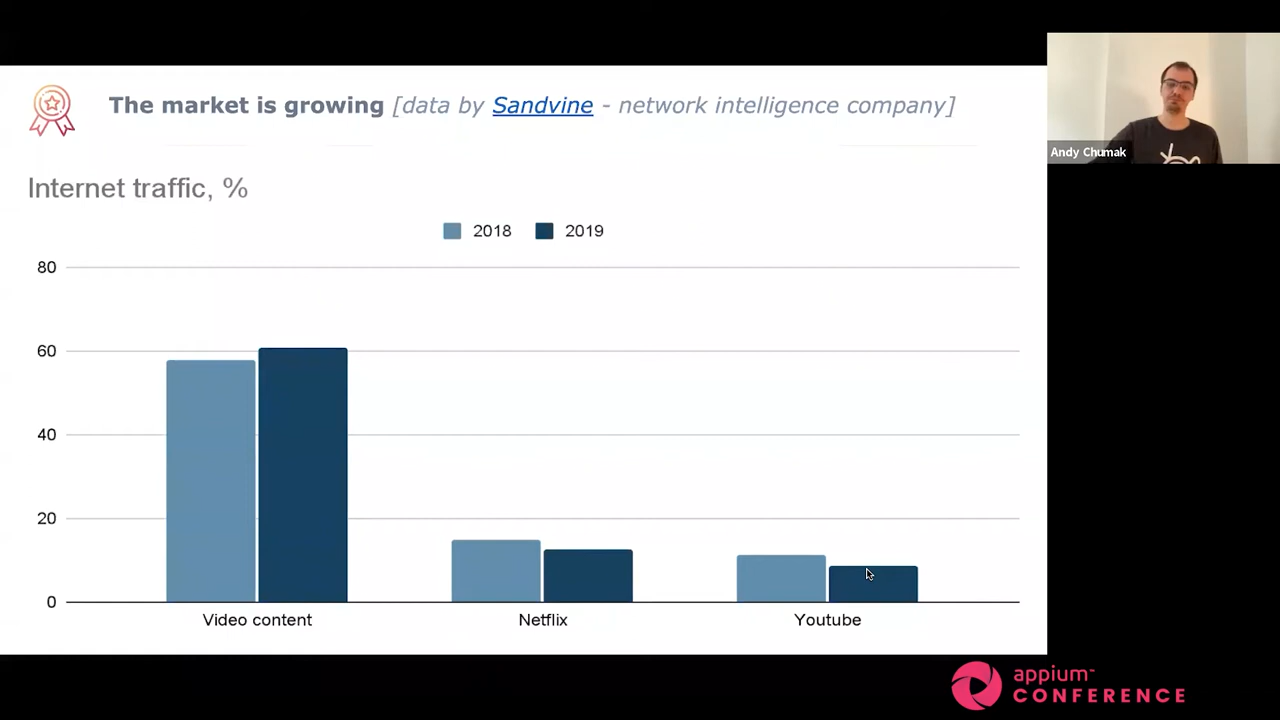 The market is growing [data by Sandvine - network intelligence company]
Andy Chumak
Internet traffic, %
2018 2019
80
60
40
20
0
Video content Netflix Youtube
appium™
CONFERENCE